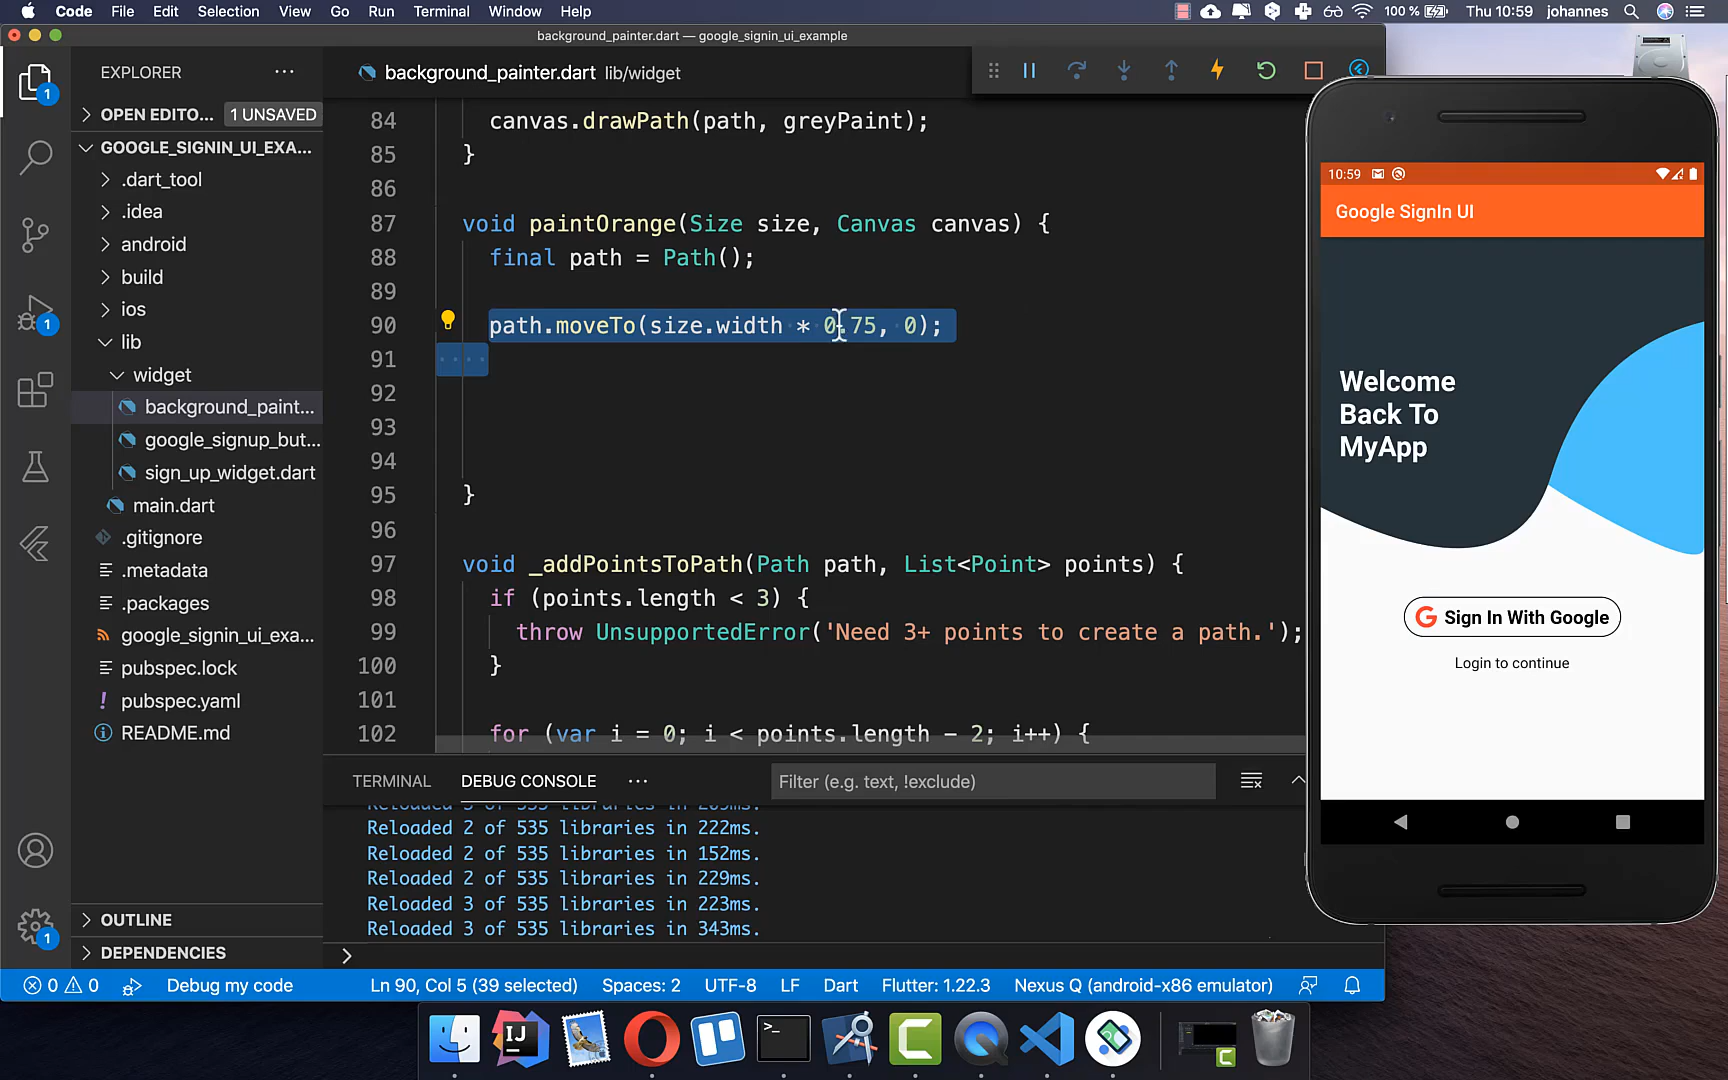 Code File Edit Selection View Go Run Terminal Window Help 100 % Thu 10:59 johannes
background_painter.dart — google_signin_ui_example
EXPLORER
background_painter.dart lib/widget
OPEN EDITO... 1 UNSAVED
GOOGLE_SIGNIN_UI_EXA...
.dart_tool
.idea
android
build
ios
lib
widget
background_paint...
google_signup_but...
sign_up_widget.dart
main.dart
.gitignore
.metadata
.packages
google_signin_ui_exa...
pubspec.lock
pubspec.yaml
README.md
OUTLINE
DEPENDENCIES
1
1
1
84 canvas.drawPath(path, greyPaint);
85 }
86
87 void paintOrange(Size size, Canvas canvas) {
88 final path = Path();
89
90 path.moveTo(size.width * 0.75, 0);
91
92
93
94
95 }
96
97 void _addPointsToPath(Path path, List<Point> points) {
98 if (points.length < 3) {
99 throw UnsupportedError('Need 3+ points to create a path.');
100 }
101
102 for (var i = 0; i < points.length - 2; i++) {
TERMINAL DEBUG CONSOLE Filter (e.g. text, !exclude)
Reloaded 2 of 535 libraries in 222ms.
Reloaded 2 of 535 libraries in 152ms.
Reloaded 2 of 535 libraries in 229ms.
Reloaded 3 of 535 libraries in 223ms.
Reloaded 3 of 535 libraries in 343ms.
0 0 Debug my code Ln 90, Col 5 (39 selected) Spaces: 2 UTF-8 LF Dart Flutter: 1.22.3 Nexus Q (android-x86 emulator)
10:59
Google SignIn UI
Welcome
Back To
MyApp
G Sign In With Google
Login to continue
IJ
>_
C
C